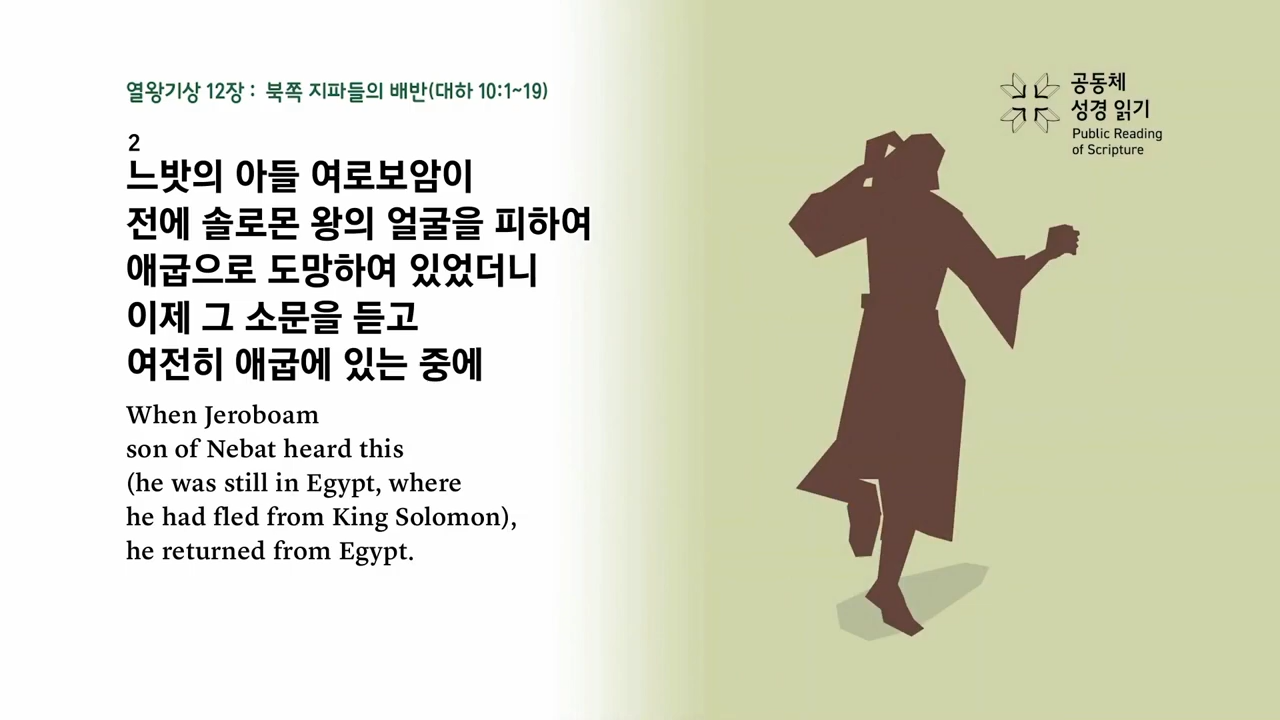 열왕기상 12장 : 북쪽 지파들의 배반(대하 10:1~19)
2
느밧의 아들 여로보암이
전에 솔로몬 왕의 얼굴을 피하여
애굽으로 도망하여 있었더니
이제 그 소문을 듣고
여전히 애굽에 있는 중에
When Jeroboam
son of Nebat heard this
(he was still in Egypt, where
he had fled from King Solomon),
he returned from Egypt.
공동체
성경 읽기
Public Reading
of Scripture